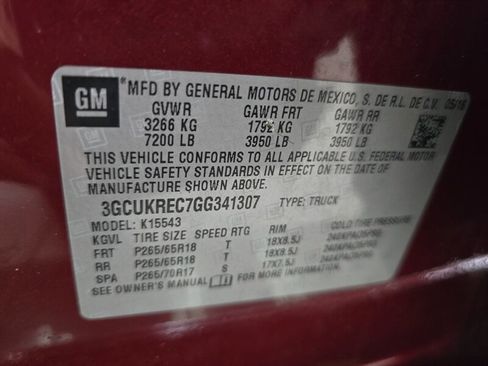 GM
MFD BY GENERAL MOTORS DE MEXICO, S. DE R.L. DE C.V. 05/16
GVWR GAWR FRT GAWR RR
3266 KG 1792 KG 1792 KG
7200 LB 3950 LB 3950 LB
THIS VEHICLE CONFORMS TO ALL APPLICABLE U.S. FEDERAL MOTOR
VEHICLE SAFETY STANDARDS IN EFFECT ON THE DATE OF
MANUFACTURE SHOWN ABOVE.
3GCUKREC7GG341307 TYPE: TRUCK
MODEL: K15543
KGVL TIRE SIZE SPEED RTG RIM COLD TIRE PRESSURE
FRT P265/65R18 T 18X8.5J 240KPA(35PSI)
RR P265/65R18 T 18X8.5J 240KPA(35PSI)
SPA P265/70R17 S 17X7.5J
SEE OWNER'S MANUAL FOR MORE INFORMATION.